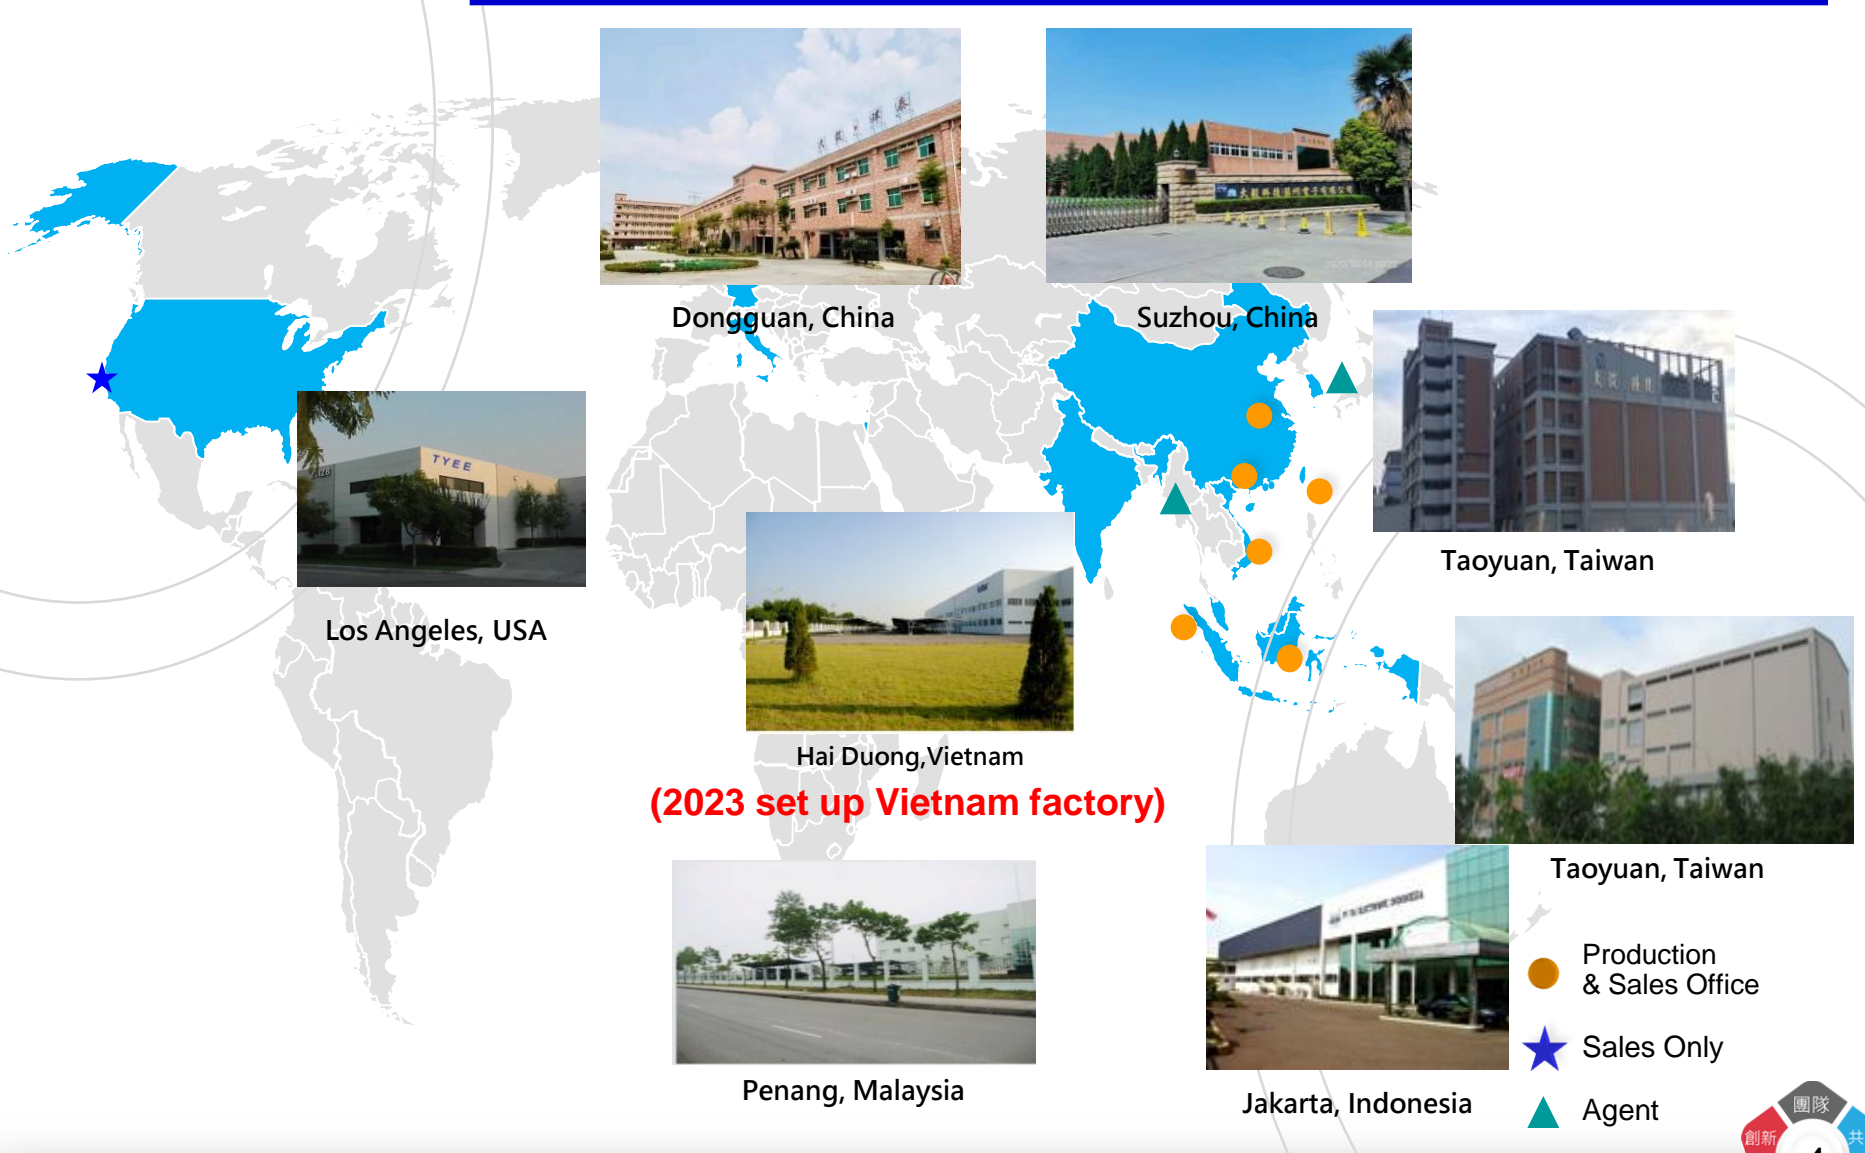 Dongguan, China
Suzhou, China
TYEE
Los Angeles, USA
Taoyuan, Taiwan
Hai Duong,Vietnam
(2023 set up Vietnam factory)
Taoyuan, Taiwan
Penang, Malaysia
Jakarta, Indonesia
Production
& Sales Office
Sales Only
Agent
團隊
創新
共